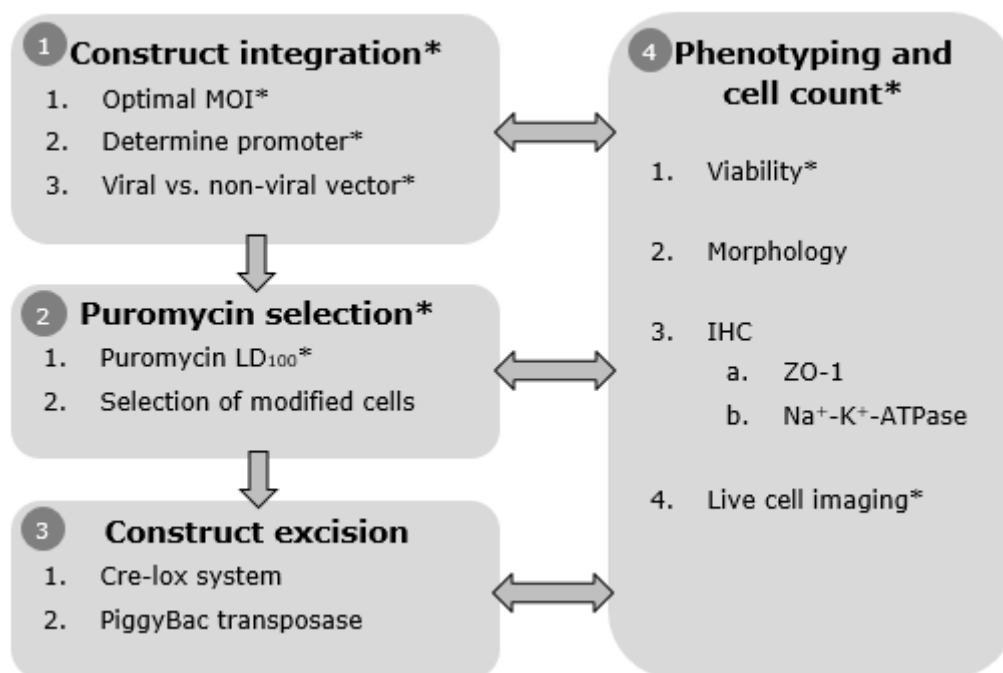 1 Construct integration*
1. Optimal MOI*
2. Determine promoter*
3. Viral vs. non-viral vector*
2 Puromycin selection*
1. Puromycin LD₁₀₀*
2. Selection of modified cells
3 Construct excision
1. Cre-lox system
2. PiggyBac transposase
4 Phenotyping and
cell count*
1. Viability*
2. Morphology
3. IHC
a. ZO-1
b. Na⁺-K⁺-ATPase
4. Live cell imaging*